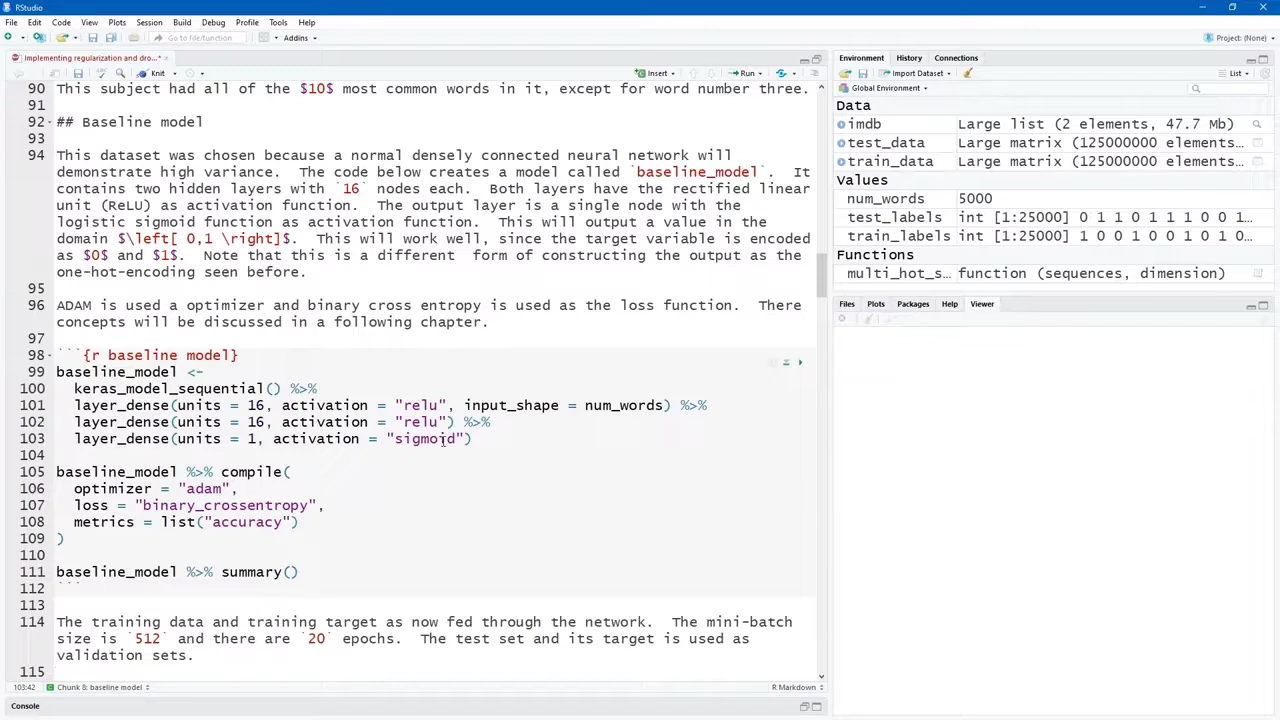 RStudio
File Edit Code View Plots Session Build Debug Profile Tools Help
Go to file/function Addins
Project: (None)
Implementing regularization and dro...*
Knit Insert Run
90 This subject had all of the $10$ most common words in it, except for word number three.
91
92 ## Baseline model
93
94 This dataset was chosen because a normal densely connected neural network will
demonstrate high variance.  The code below creates a model called `baseline_model`.  It
contains two hidden layers with `16` nodes each.  Both layers have the rectified linear
unit (ReLU) as activation function.  The output layer is a single node with the
logistic sigmoid function as activation function.  This will output a value in the
domain $\left[ 0,1 \right]$.  This will work well, since the target variable is encoded
as $0$ and $1$.  Note that this is a different  form of constructing the output as the
one-hot-encoding seen before.
95
96 ADAM is used a optimizer and binary cross entropy is used as the loss function.  There
concepts will be discussed in a following chapter.
97
98 ```{r baseline model}
99 baseline_model <-
100   keras_model_sequential() %>%
101   layer_dense(units = 16, activation = "relu", input_shape = num_words) %>%
102   layer_dense(units = 16, activation = "relu") %>%
103   layer_dense(units = 1, activation = "sigmoid")
104
105 baseline_model %>% compile(
106   optimizer = "adam",
107   loss = "binary_crossentropy",
108   metrics = list("accuracy")
109 )
110
111 baseline_model %>% summary()
112 ```
113
114 The training data and training target as now fed through the network.  The mini-batch
size is `512` and there are `20` epochs.  The test set and its target is used as
validation sets.
115
103:42 Chunk 8: baseline model R Markdown
Console
Environment History Connections
Import Dataset List
Global Environment
Data
imdb Large list (2 elements, 47.7 Mb)
test_data Large matrix (125000000 elements...
train_data Large matrix (125000000 elements...
Values
num_words 5000
test_labels int [1:25000] 0 1 1 0 1 1 1 0 0 1...
train_labels int [1:25000] 1 0 0 1 0 0 1 0 1 0...
Functions
multi_hot_s... function (sequences, dimension)
Files Plots Packages Help Viewer